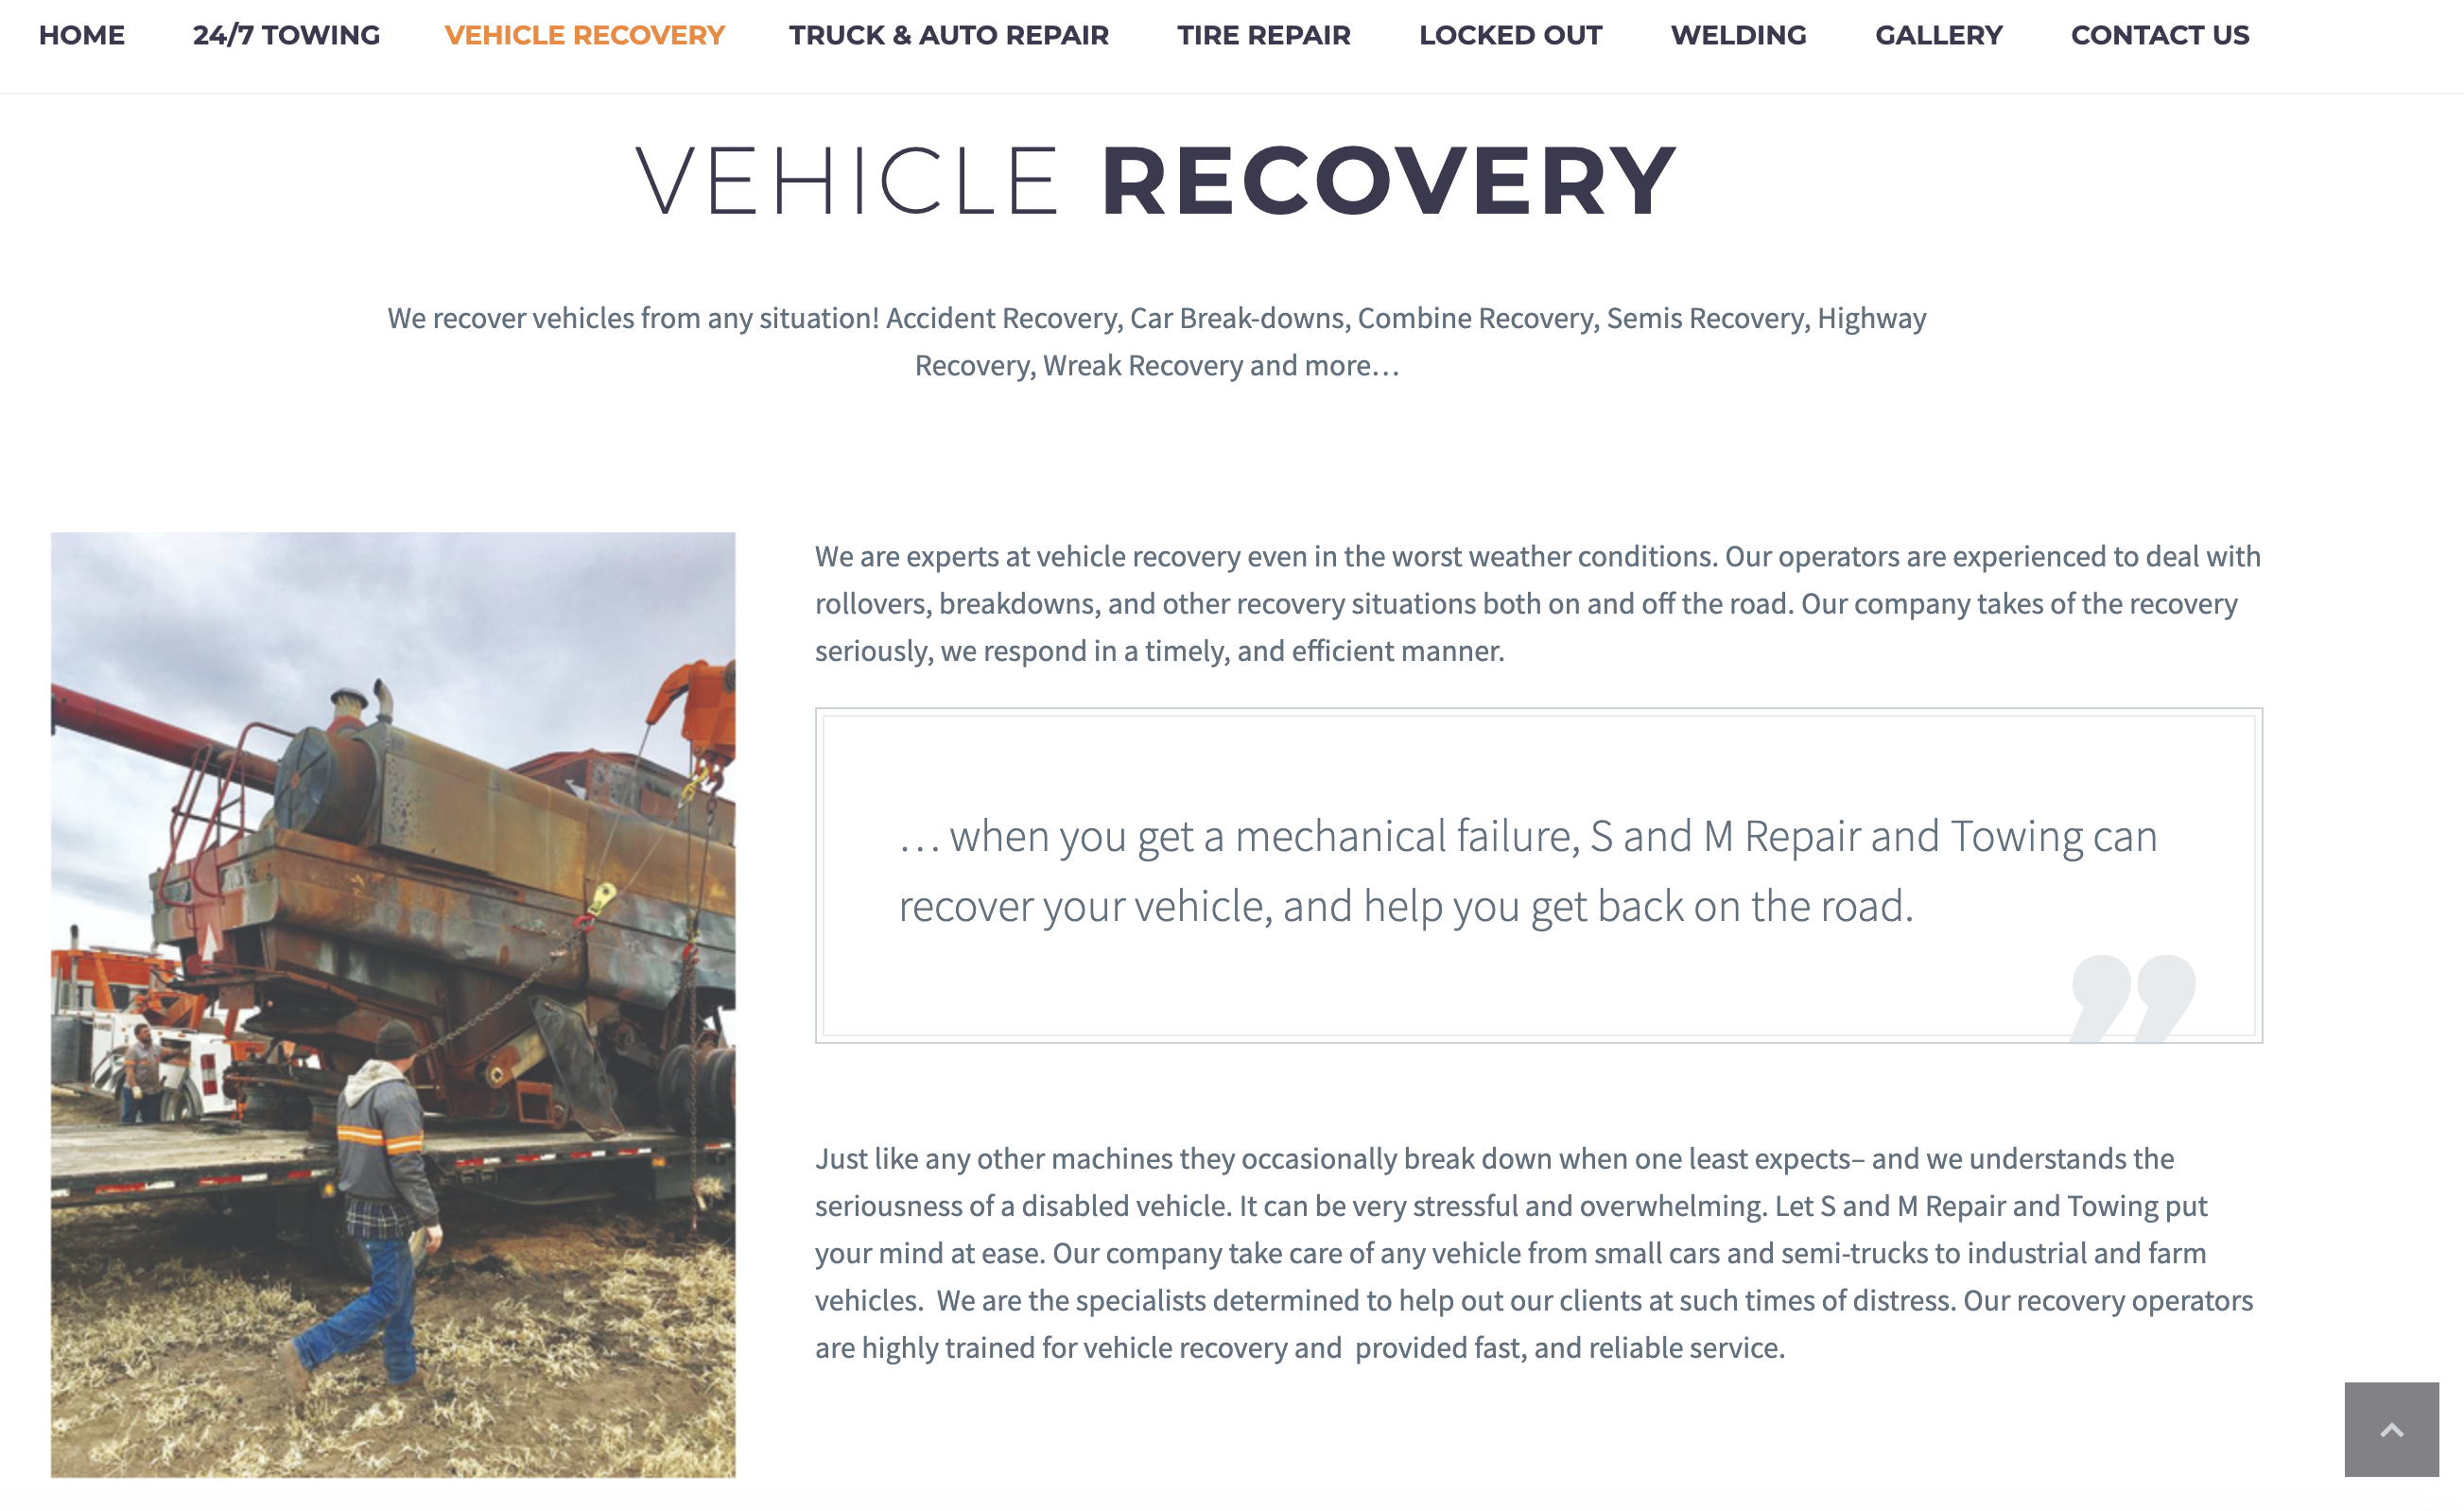 HOME 24/7 TOWING VEHICLE RECOVERY TRUCK & AUTO REPAIR TIRE REPAIR LOCKED OUT WELDING GALLERY CONTACT US
VEHICLE RECOVERY
We recover vehicles from any situation! Accident Recovery, Car Break-downs, Combine Recovery, Semis Recovery, Highway
Recovery, Wreak Recovery and more…
We are experts at vehicle recovery even in the worst weather conditions. Our operators are experienced to deal with
rollovers, breakdowns, and other recovery situations both on and off the road. Our company takes of the recovery
seriously, we respond in a timely, and efficient manner.
…when you get a mechanical failure, S and M Repair and Towing can
recover your vehicle, and help you get back on the road.
”
Just like any other machines they occasionally break down when one least expects– and we understands the
seriousness of a disabled vehicle. It can be very stressful and overwhelming. Let S and M Repair and Towing put
your mind at ease. Our company take care of any vehicle from small cars and semi-trucks to industrial and farm
vehicles.  We are the specialists determined to help out our clients at such times of distress. Our recovery operators
are highly trained for vehicle recovery and  provided fast, and reliable service.